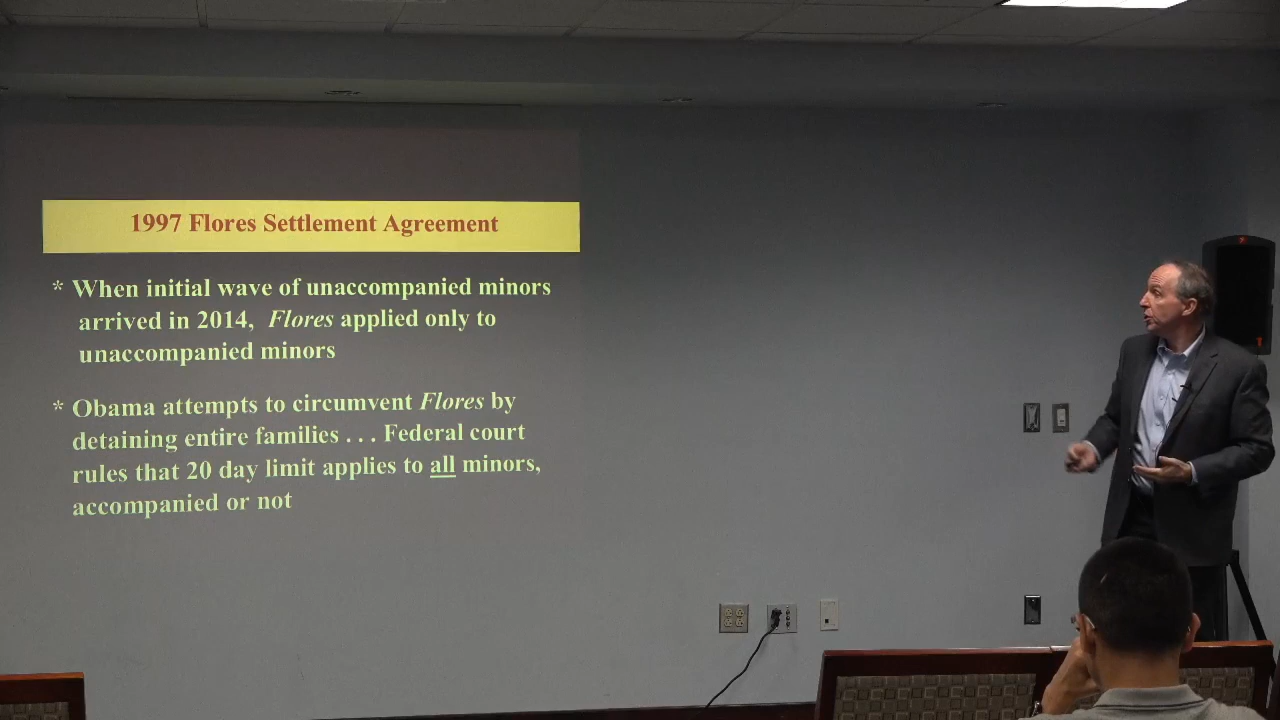 1997 Flores Settlement Agreement
* When initial wave of unaccompanied minors
arrived in 2014, Flores applied only to
unaccompanied minors
* Obama attempts to circumvent Flores by
detaining entire families . . . Federal court
rules that 20 day limit applies to all minors,
accompanied or not